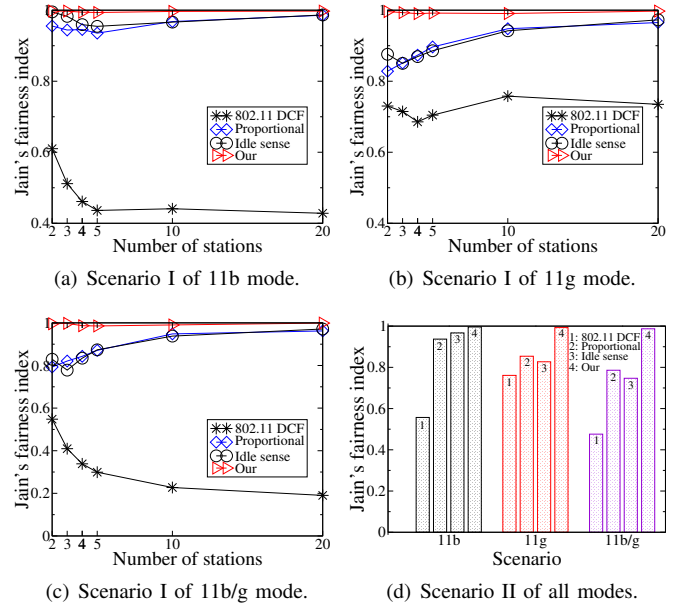 1
0.8
0.6
0.4
Jain's fairness index
802.11 DCF
Proportional
Idle sense
Our
2 3 4 5 10 20
Number of stations
(a) Scenario I of 11b mode.
1
0.8
0.6
0.4
Jain's fairness index
802.11 DCF
Proportional
Idle sense
Our
2 3 4 5 10 20
Number of stations
(b) Scenario I of 11g mode.
1
0.8
0.6
0.4
0.2
0
Jain's fairness index
802.11 DCF
Proportional
Idle sense
Our
2 3 4 5 10 20
Number of stations
(c) Scenario I of 11b/g mode.
1
0.8
0.6
0.4
0.2
0
Jain's fairness index
1: 802.11 DCF
2: Proportional
3: Idle sense
4: Our
1 2 3 4 1 2 3 4 1 2 3 4
11b 11g 11b/g
Scenario
(d) Scenario II of all modes.